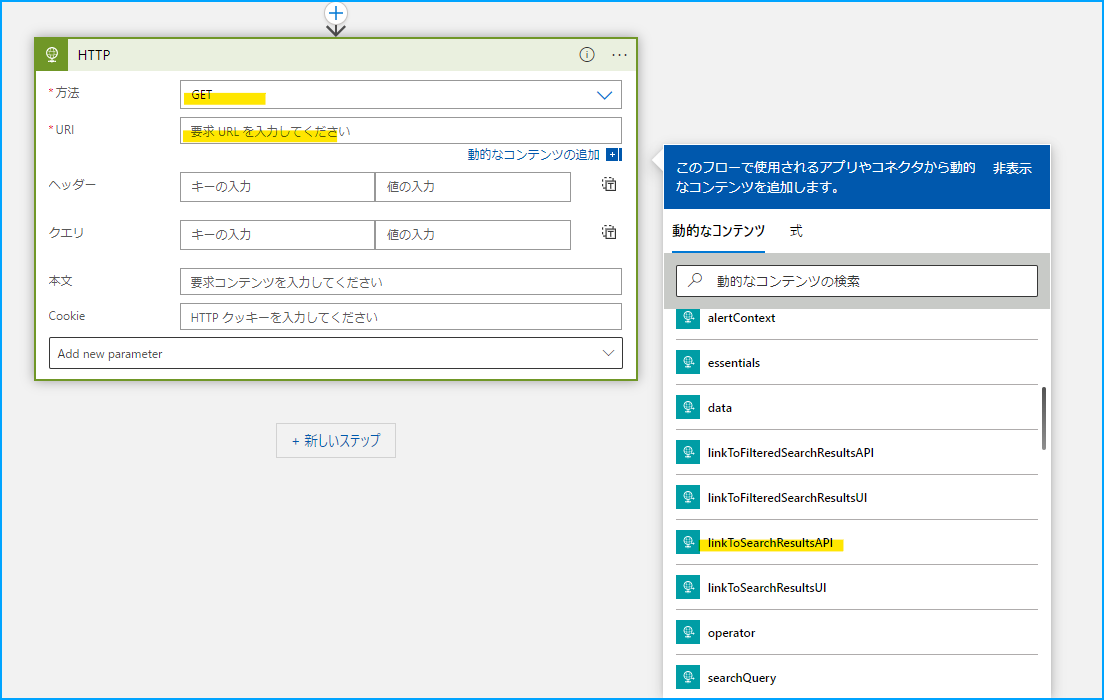 HTTP
* 方法
GET
* URI
要求 URL を入力してください
動的なコンテンツの追加
ヘッダー
キーの入力
値の入力
クエリ
キーの入力
値の入力
本文
要求コンテンツを入力してください
Cookie
HTTP クッキーを入力してください
Add new parameter
+ 新しいステップ
このフローで使用されるアプリやコネクタから動的
なコンテンツを追加します。
非表示
動的なコンテンツ
式
動的なコンテンツの検索
alertContext
essentials
data
linkToFilteredSearchResultsAPI
linkToFilteredSearchResultsUI
linkToSearchResultsAPI
linkToSearchResultsUI
operator
searchQuery